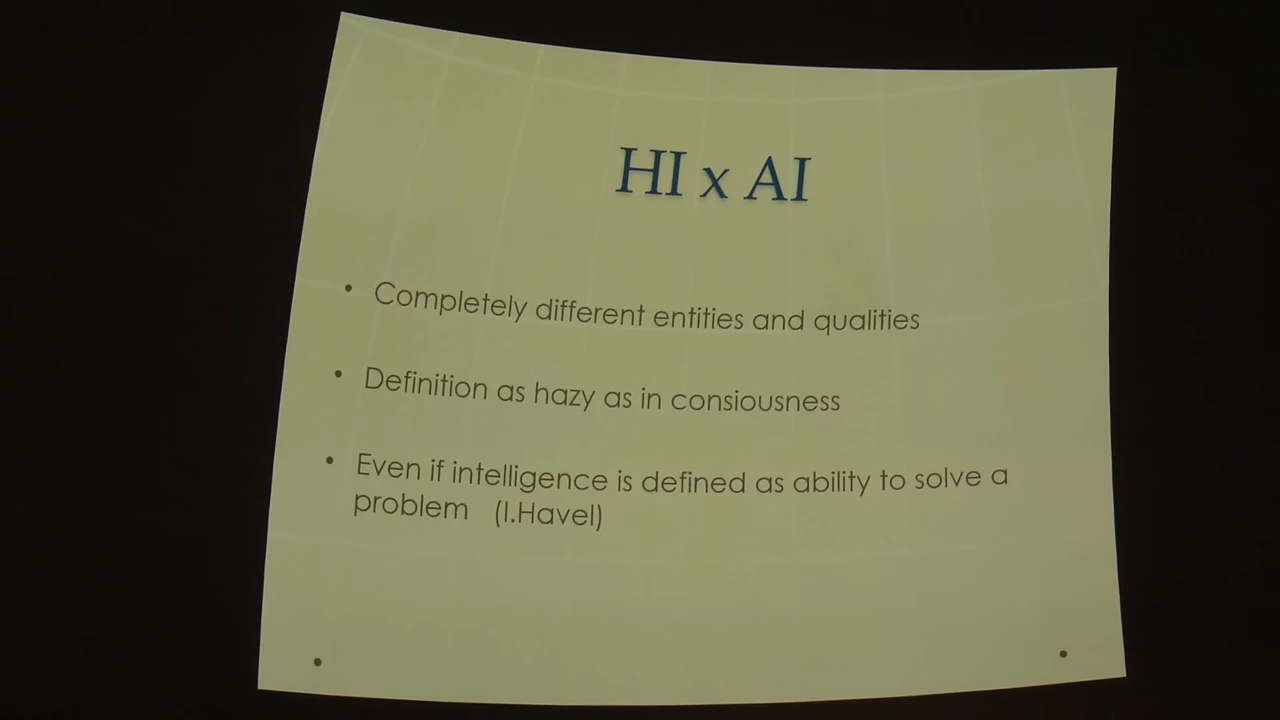 HI x AI
• Completely different entities and qualities
• Definition as hazy as in consiousness
• Even if intelligence is defined as ability to solve a
problem (I.Havel)